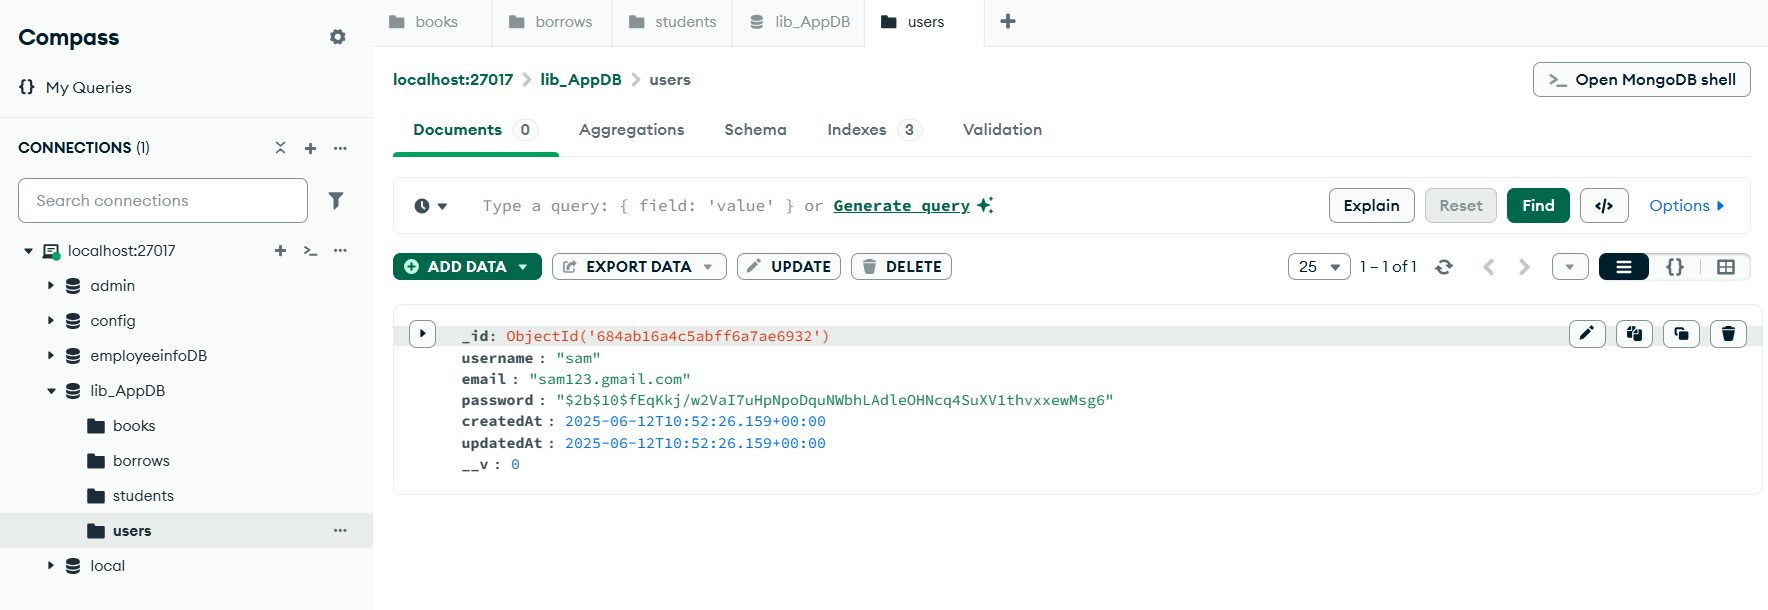 Compass
My Queries
CONNECTIONS (1)
Search connections
localhost:27017
admin
config
employeeinfoDB
lib_AppDB
books
borrows
students
users
local
books borrows students lib_AppDB users
localhost:27017 > lib_AppDB > users
>_ Open MongoDB shell
Documents 0 Aggregations Schema Indexes 3 Validation
Type a query: { field: 'value' } or Generate query
Explain Reset Find </> Options
ADD DATA EXPORT DATA UPDATE DELETE
25 1 – 1 of 1 {}
_id: ObjectId('684ab16a4c5abff6a7ae6932')
username : "sam"
email : "sam123.gmail.com"
password : "$2b$10$fEqKkj/w2VaI7uHpNpoDquNWbhLAdleOHNcq4SuXV1thvxxewMsg6"
createdAt : 2025-06-12T10:52:26.159+00:00
updatedAt : 2025-06-12T10:52:26.159+00:00
__v : 0